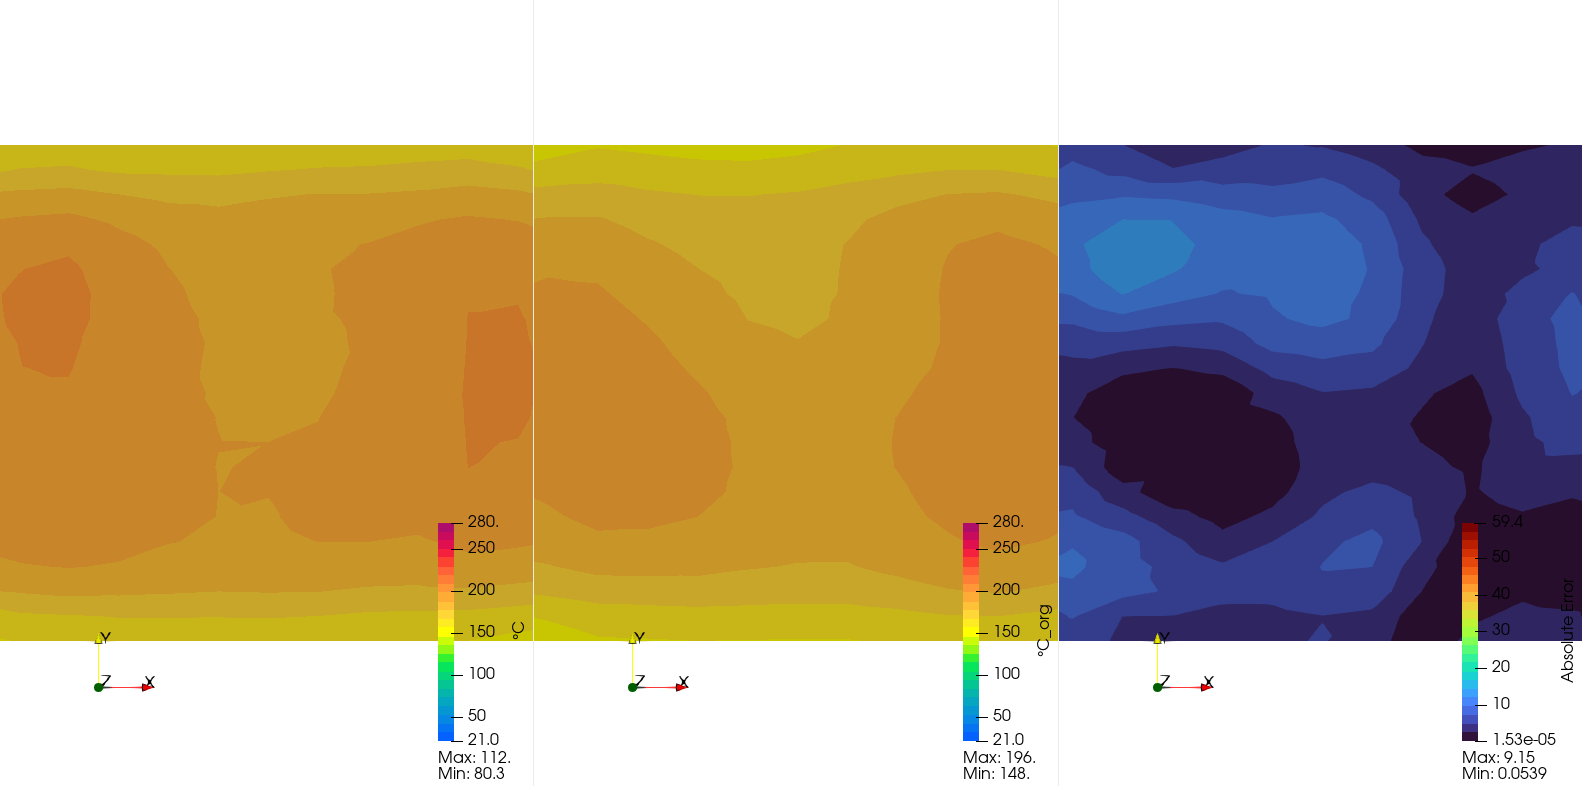 280.
250
200
150
100
50
21.0
°C
Max: 112.
Min: 80.3
Y
Z
X
280.
250
200
150
100
50
21.0
°C_org
Max: 196.
Min: 148.
Y
Z
X
59.4
50
40
30
20
10
1.53e-05
Absolute Error
Max: 9.15
Min: 0.0539
Y
Z
X